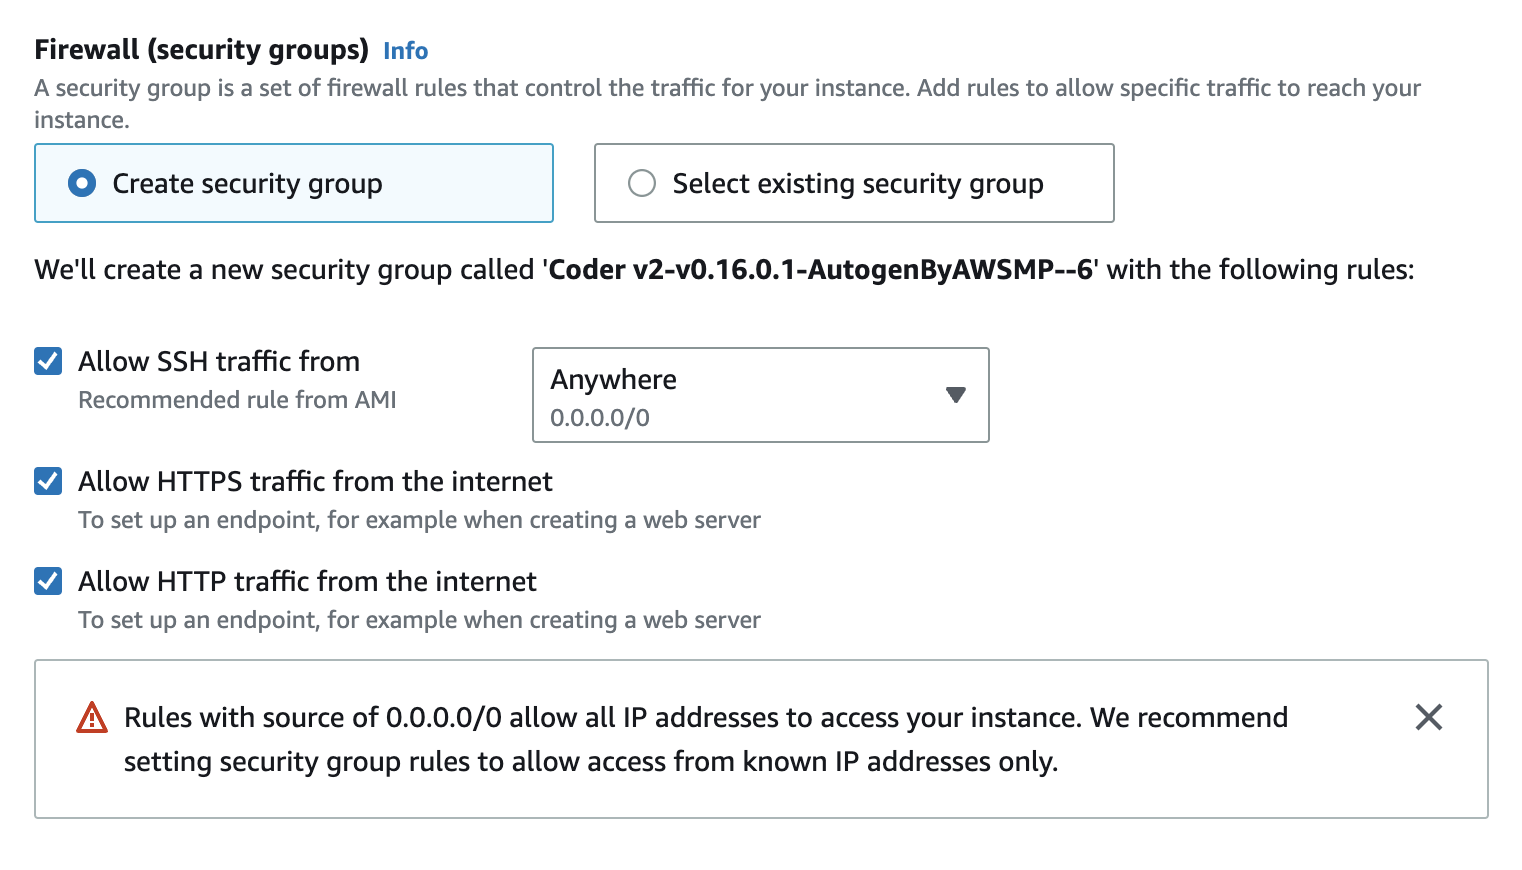 Firewall (security groups) Info
A security group is a set of firewall rules that control the traffic for your instance. Add rules to allow specific traffic to reach your
instance.
Create security group
Select existing security group
We'll create a new security group called 'Coder v2-v0.16.0.1-AutogenByAWSMP--6' with the following rules:
Allow SSH traffic from
Recommended rule from AMI
Anywhere
0.0.0.0/0
Allow HTTPS traffic from the internet
To set up an endpoint, for example when creating a web server
Allow HTTP traffic from the internet
To set up an endpoint, for example when creating a web server
Rules with source of 0.0.0.0/0 allow all IP addresses to access your instance. We recommend
setting security group rules to allow access from known IP addresses only.